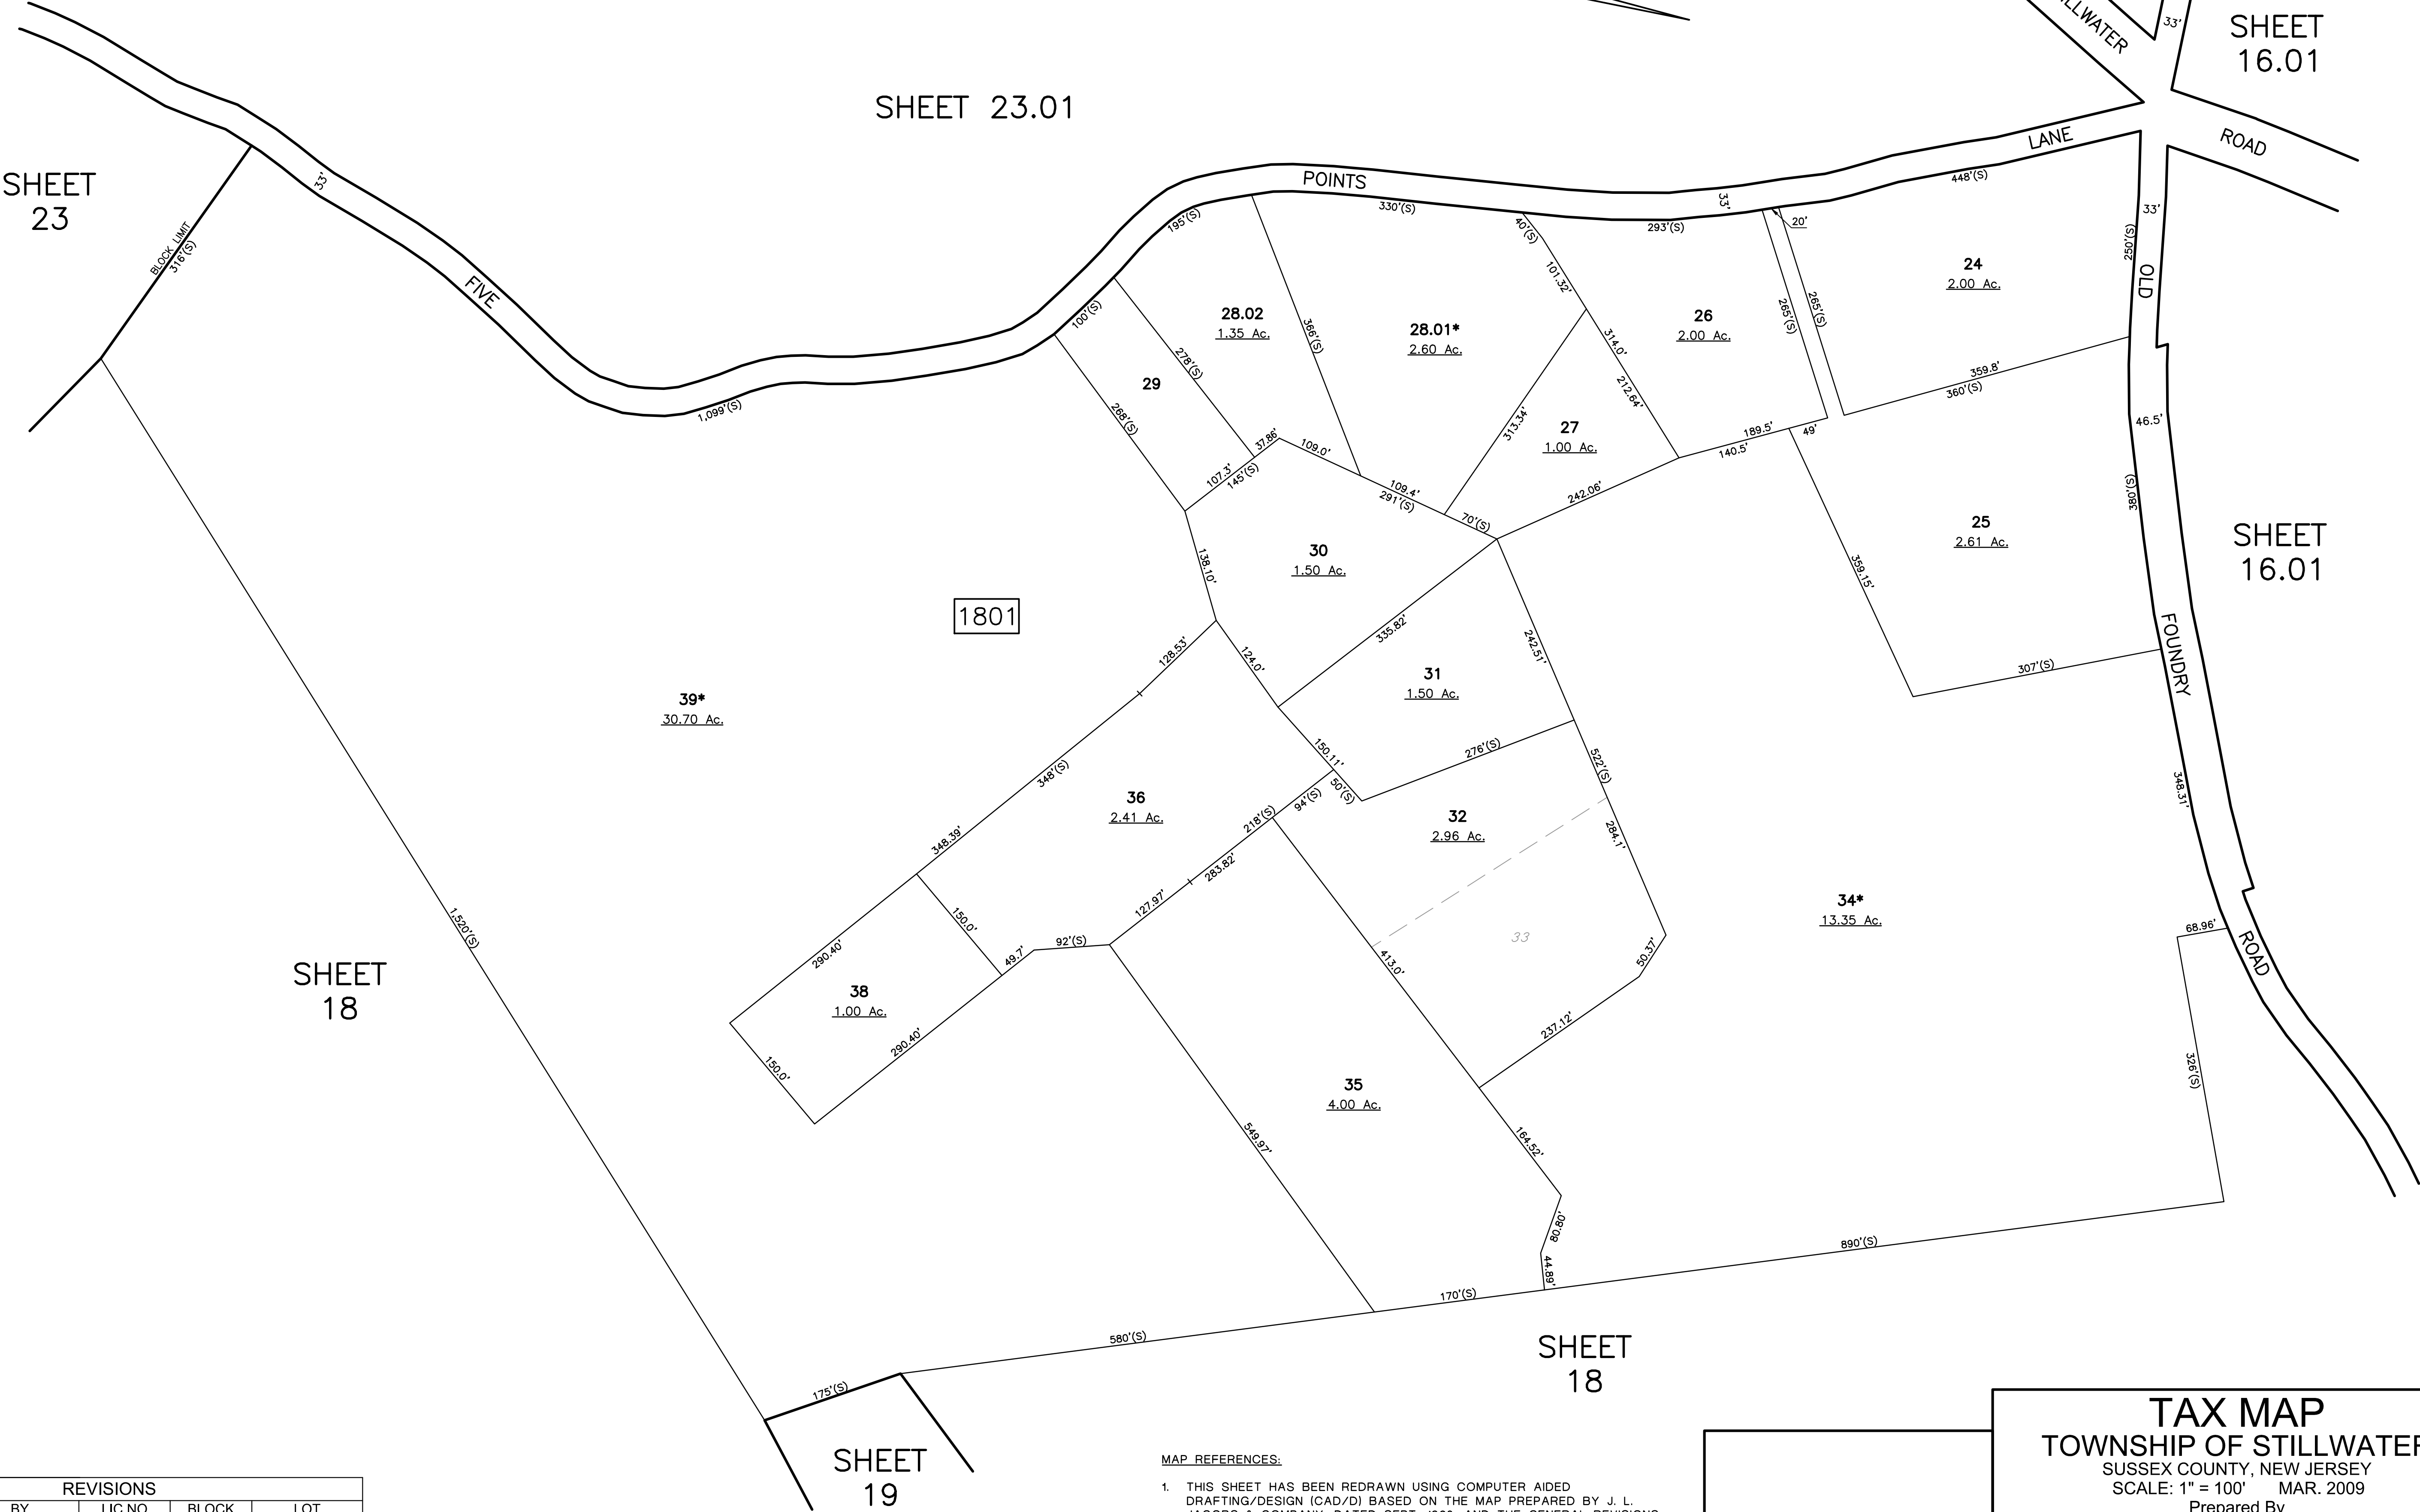 STILLWATER
33'
SHEET
16.01
SHEET 23.01
SHEET
23
BLOCK LIMIT
316'(S)
33'
FIVE
POINTS
LANE
ROAD
448'(S)
33'
195'(S)
330'(S)
40'(S)
293'(S)
33'
20'
250'(S)
OLD
100'(S)
28.02
1.35 Ac.
366'(S)
28.01*
2.60 Ac.
101.32'
314.0'
212.64'
26
2.00 Ac.
265'(S)
265'(S)
24
2.00 Ac.
359.8'
360'(S)
1,099'(S)
29
278'(S)
268'(S)
313.34'
27
1.00 Ac.
189.5'
140.5'
49'
46.5'
37.86'
109.0'
107.3'
145'(S)
109.4'
291'(S)
70'(S)
242.06'
380'(S)
25
2.61 Ac.
359.15'
307'(S)
SHEET
16.01
138.10'
30
1.50 Ac.
1801
335.82'
242.51'
FOUNDRY
128.53'
124.0'
31
1.50 Ac.
39*
30.70 Ac.
150.11'
276'(S)
522'(S)
348'(S)
50'(S)
94'(S)
218'(S)
36
2.41 Ac.
32
2.96 Ac.
284.1'
348.31'
348.39'
283.82'
127.97'
150.0'
34*
13.35 Ac.
33
68.96'
ROAD
1,520'(S)
290.40'
49.7'
92'(S)
413.0'
50.37'
SHEET
18
38
1.00 Ac.
237.12'
290.40'
150.0'
326'(S)
35
4.00 Ac.
549.97'
164.52'
80.80'
44.89'
890'(S)
170'(S)
580'(S)
175'(S)
SHEET
18
SHEET
19
REVISIONS
BY LIC.NO. BLOCK LOT
MAP REFERENCES:
1. THIS SHEET HAS BEEN REDRAWN USING COMPUTER AIDED
DRAFTING/DESIGN (CAD/D) BASED ON THE MAP PREPARED BY J. L.
TAX MAP
TOWNSHIP OF STILLWATER
SUSSEX COUNTY, NEW JERSEY
SCALE: 1" = 100' MAR. 2009
Prepared By